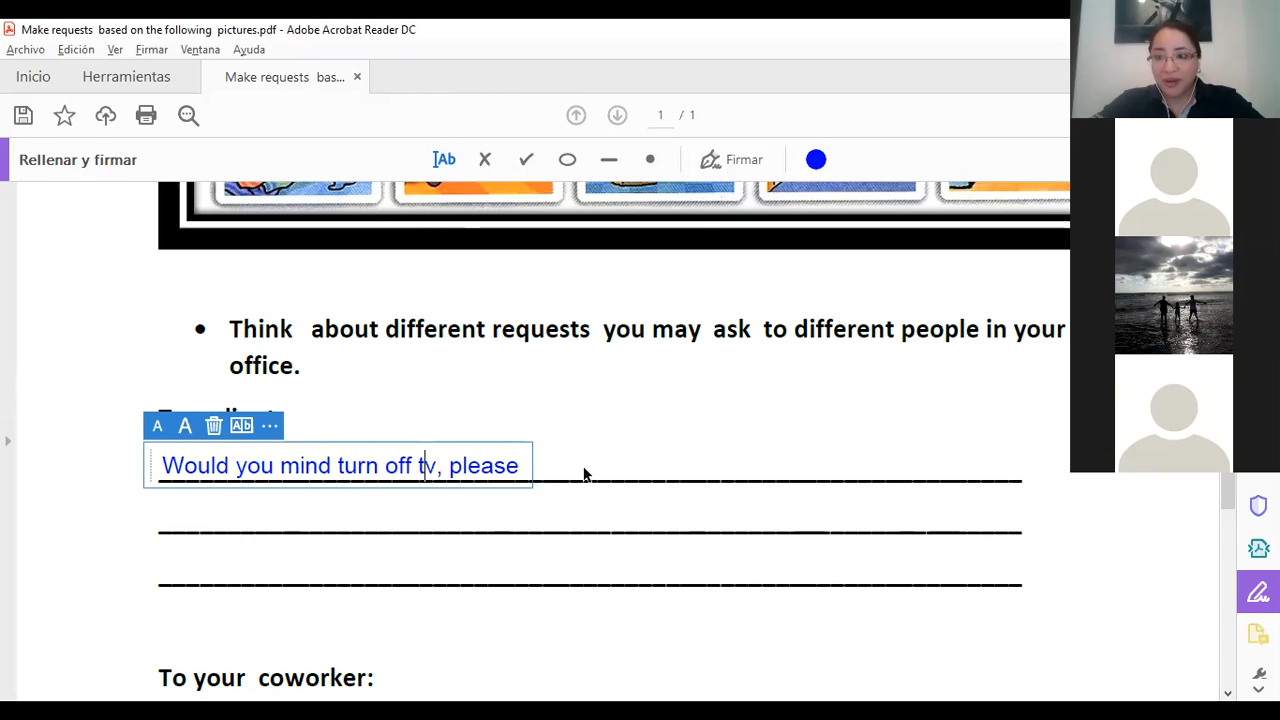 Make requests based on the following pictures.pdf - Adobe Acrobat Reader DC
Archivo Edición Ver Firmar Ventana Ayuda
Inicio Herramientas Make requests bas... ×
1 / 1
Rellenar y firmar Ab Firmar
• Think about different requests you may ask to different people in your
office.
A A Ab ...
Would you mind turn off tv, please
To your coworker: